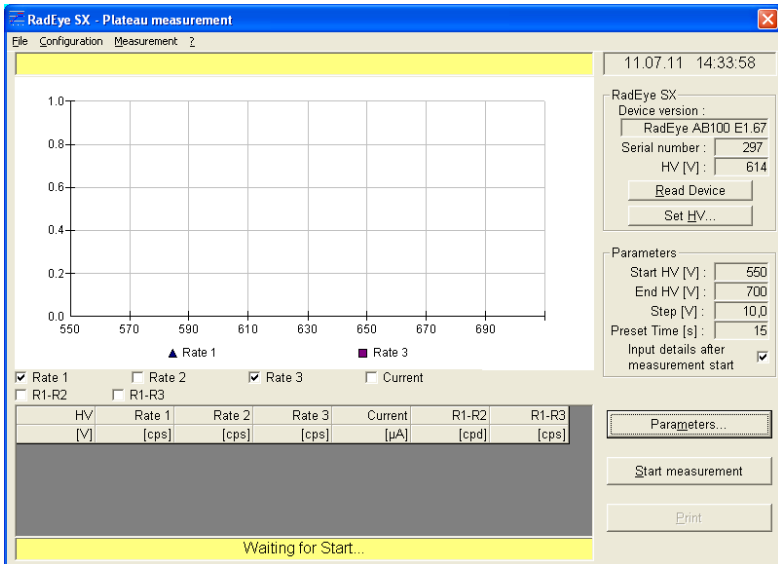 RadEye SX - Plateau measurement
File Configuration Measurement ?
11.07.11 14:33:58
1.0
0.8
0.6
0.4
0.2
0.0
550 570 590 610 630 650 670 690
Rate 1 Rate 3
RadEye SX
Device version :
RadEye AB100 E1.67
Serial number : 297
HV [V] : 614
Read Device
Set HV...
Parameters
Start HV [V] : 550
End HV [V] : 700
Step [V] : 10,0
Preset Time [s] : 15
Input details after
measurement start
Rate 1 Rate 2 Rate 3 Current
R1-R2 R1-R3
HV Rate 1 Rate 2 Rate 3 Current R1-R2 R1-R3
[V] [cps] [cps] [cps] [µA] [cpd] [cps]
Parameters...
Start measurement
Print
Waiting for Start...